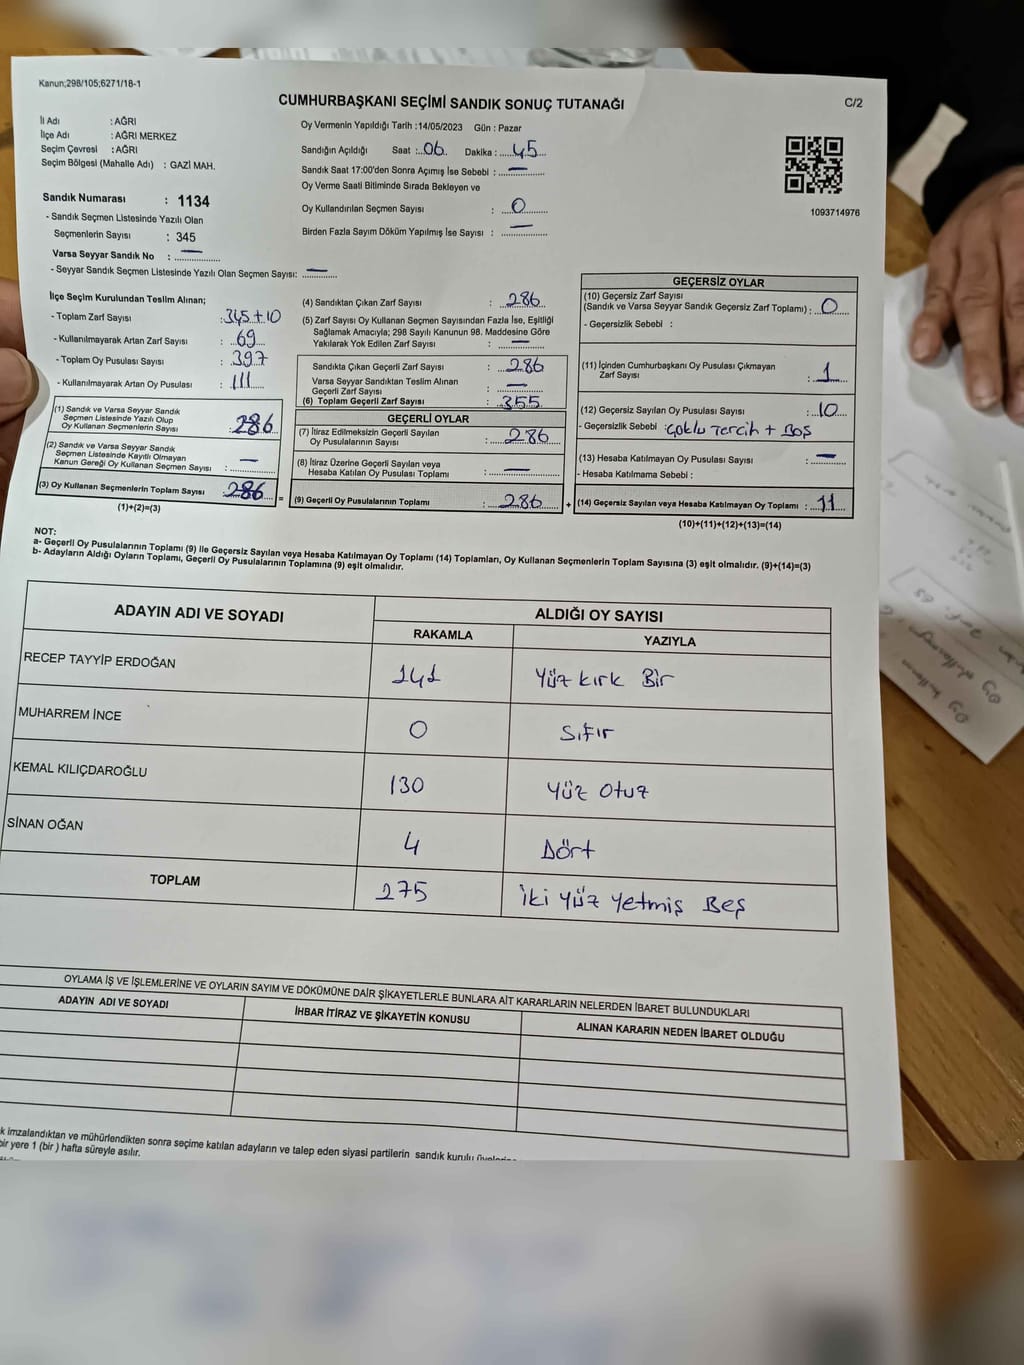 Kanun;298/105;6271/18-1
CUMHURBAŞKANI SEÇİMİ SANDIK SONUÇ TUTANAĞI
C/2
İl Adı : AĞRI
İlçe Adı : AĞRI MERKEZ
Seçim Çevresi : AĞRI
Seçim Bölgesi (Mahalle Adı) : GAZİ MAH.
Oy Vermenin Yapıldığı Tarih :14/05/2023 Gün : Pazar
Sandığın Açıldığı Saat :..06.. Dakika :.....45....
Sandık Saat 17:00'den Sonra Açımış İse Sebebi : —
Oy Verme Saati Bitiminde Sırada Bekleyen ve
Oy Kullandırılan Seçmen Sayısı : 0
Birden Fazla Sayım Döküm Yapılmış İse Sayısı : —
1093714976
Sandık Numarası : 1134
- Sandık Seçmen Listesinde Yazılı Olan
Seçmenlerin Sayısı : 345
Varsa Seyyar Sandık No : —
- Seyyar Sandık Seçmen Listesinde Yazılı Olan Seçmen Sayısı: —
İlçe Seçim Kurulundan Teslim Alınan;
- Toplam Zarf Sayısı : 345+10
- Kullanılmayarak Artan Zarf Sayısı : 69
- Toplam Oy Pusulası Sayısı : 397
- Kullanılmayarak Artan Oy Pusulası : 111
(1) Sandık ve Varsa Seyyar Sandık
Seçmen Listesinde Yazılı Olup
Oy Kullanan Seçmenlerin Sayısı : 286
(2) Sandık ve Varsa Seyyar Sandık
Seçmen Listesinde Kayıtlı Olmayan
Kanun Gereği Oy Kullanan Seçmen Sayısı : —
(3) Oy Kullanan Seçmenlerin Toplam Sayısı : 286 =
(1)+(2)=(3)
(4) Sandıktan Çıkan Zarf Sayısı : 286
(5) Zarf Sayısı Oy Kullanan Seçmen Sayısından Fazla İse, Eşitliği
Sağlamak Amacıyla; 298 Sayılı Kanunun 98. Maddesine Göre
Yakılarak Yok Edilen Zarf Sayısı : —
Sandıkta Çıkan Geçerli Zarf Sayısı : 286
Varsa Seyyar Sandıktan Teslim Alınan
Geçerli Zarf Sayısı : —
(6) Toplam Geçerli Zarf Sayısı : 355
GEÇERLİ OYLAR
(7) İtiraz Edilmeksizin Geçerli Sayılan
Oy Pusulalarının Sayısı : 286
(8) İtiraz Üzerine Geçerli Sayılan veya
Hesaba Katılan Oy Pusulası Toplamı : —
(9) Geçerli Oy Pusulalarının Toplamı : 286 +
GEÇERSİZ OYLAR
(10) Geçersiz Zarf Sayısı
(Sandık ve Varsa Seyyar Sandık Geçersiz Zarf Toplamı) : 0
- Geçersizlik Sebebi :
(11) İçinden Cumhurbaşkanı Oy Pusulası Çıkmayan
Zarf Sayısı : 1
(12) Geçersiz Sayılan Oy Pusulası Sayısı : 10
- Geçersizlik Sebebi : Çoklu Tercih + Boş
(13) Hesaba Katılmayan Oy Pusulası Sayısı : —
- Hesaba Katılmama Sebebi :
(14) Geçersiz Sayılan veya Hesaba Katılmayan Oy Toplamı : 11
(10)+(11)+(12)+(13)=(14)
NOT:
a- Geçerli Oy Pusulalarının Toplamı (9) ile Geçersiz Sayılan veya Hesaba Katılmayan Oy Toplamı (14) Toplamları, Oy Kullanan Seçmenlerin Toplam Sayısına (3) eşit olmalıdır. (9)+(14)=(3)
b- Adayların Aldığı Oyların Toplamı, Geçerli Oy Pusulalarının Toplamına (9) eşit olmalıdır.
ADAYIN ADI VE SOYADI ALDIĞI OY SAYISI
RAKAMLA YAZIYLA
RECEP TAYYİP ERDOĞAN 141 Yüz kırk Bir
MUHARREM İNCE 0 Sıfır
KEMAL KILIÇDAROĞLU 130 Yüz Otuz
SİNAN OĞAN 4 Dört
TOPLAM 275 İki Yüz Yetmiş Beş
OYLAMA İŞ VE İŞLEMLERİNE VE OYLARIN SAYIM VE DÖKÜMÜNE DAİR ŞİKAYETLERLE BUNLARA AİT KARARLARIN NELERDEN İBARET BULUNDUKLARI
ADAYIN ADI VE SOYADI İHBAR İTİRAZ VE ŞİKAYETİN KONUSU ALINAN KARARIN NEDEN İBARET OLDUĞU
k imzalandıktan ve mühürlendikten sonra seçime katılan adayların ve talep eden siyasi partilerin sandık kurulu
bir yere 1 (bir ) hafta süreyle asılır.